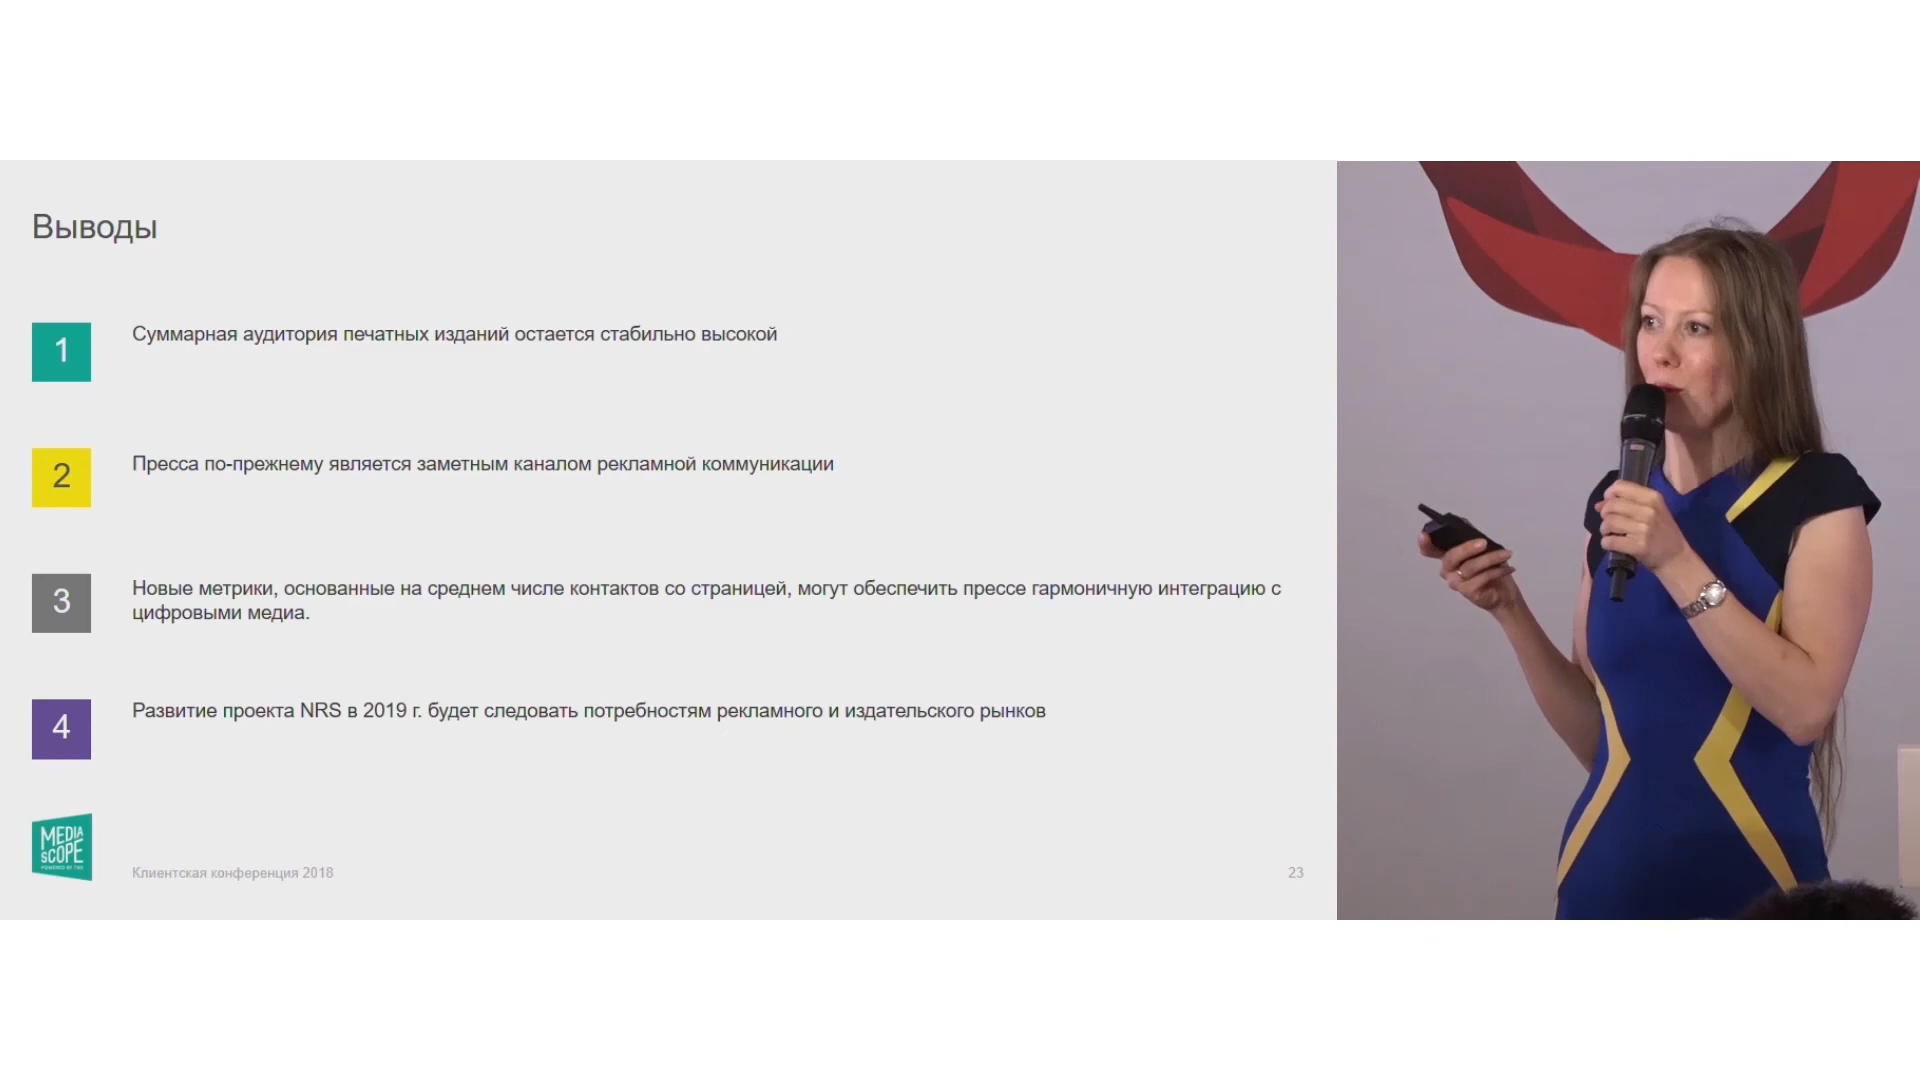 Выводы
1
Суммарная аудитория печатных изданий остается стабильно высокой
2
Пресса по-прежнему является заметным каналом рекламной коммуникации
3
Новые метрики, основанные на среднем числе контактов со страницей, могут обеспечить прессе гармоничную интеграцию с
цифровыми медиа.
4
Развитие проекта NRS в 2019 г. будет следовать потребностям рекламного и издательского рынков
MEDIA
SCOPE
Клиентская конференция 2018
23